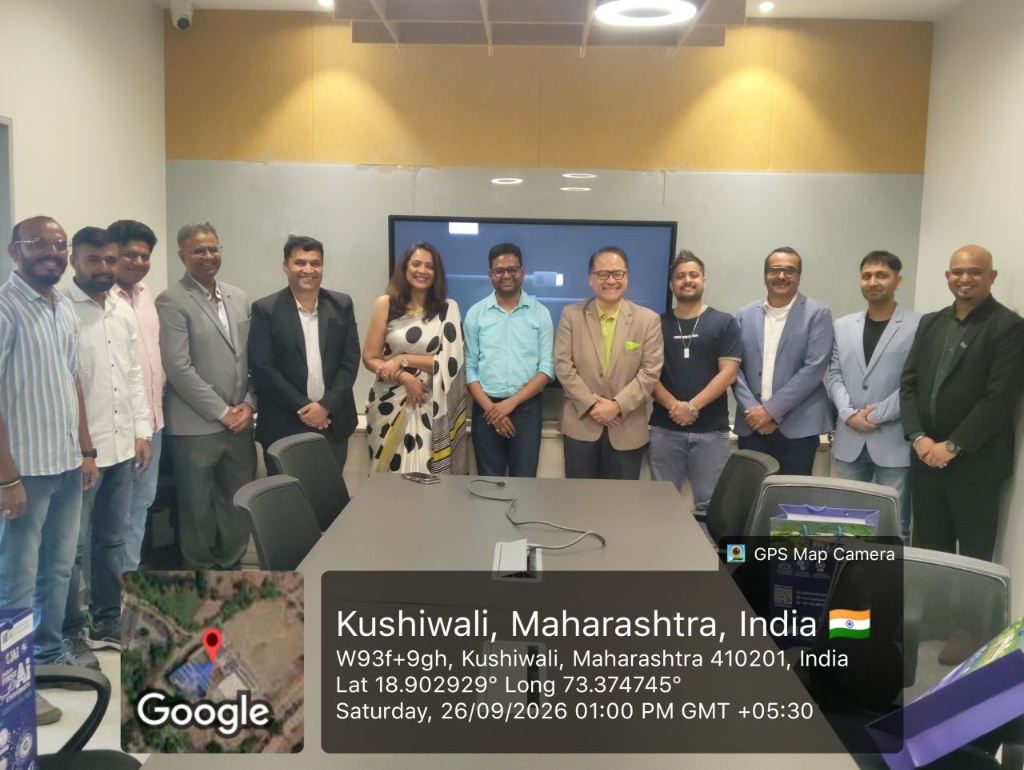 GPS Map Camera
Kushiwali, Maharashtra, India 🇮🇳
W93f+9gh, Kushiwali, Maharashtra 410201, India
Lat 18.902929° Long 73.374745°
Saturday, 26/09/2026 01:00 PM GMT +05:30
Google
Ai